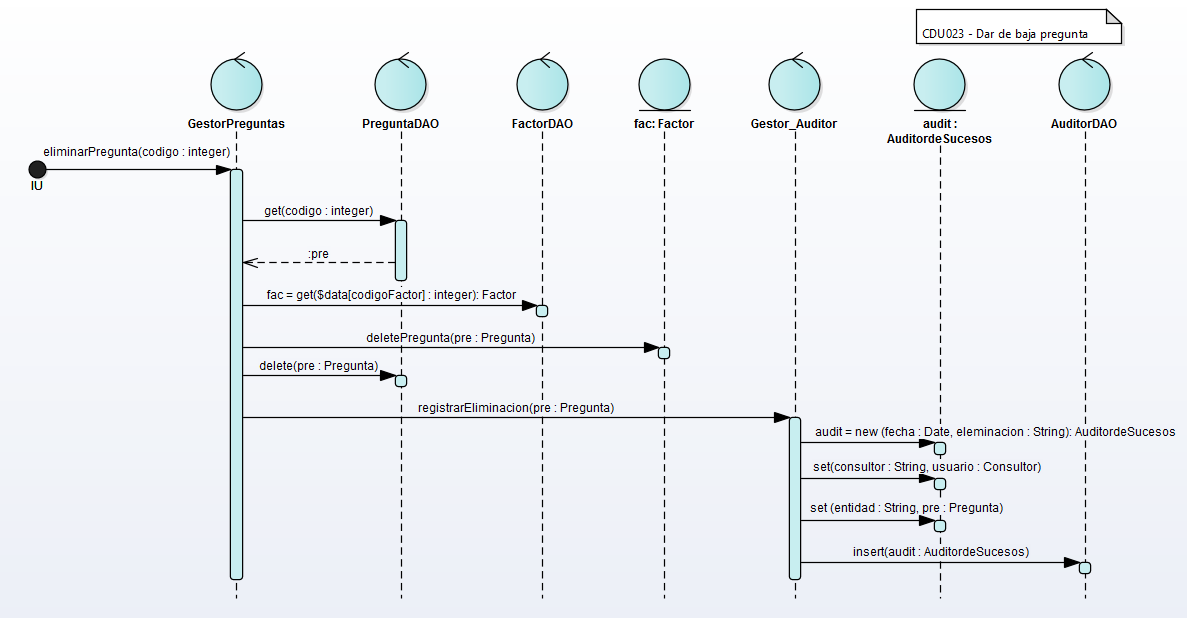 CDU023 - Dar de baja pregunta
GestorPreguntas
PreguntaDAO
FactorDAO
fac: Factor
Gestor_Auditor
audit :
AuditordeSucesos
AuditorDAO
eliminarPregunta(codigo : integer)
IU
get(codigo : integer)
:pre
fac = get($data[codigoFactor] : integer): Factor
deletePregunta(pre : Pregunta)
delete(pre : Pregunta)
registrarEliminacion(pre : Pregunta)
audit = new (fecha : Date, eleminacion : String): AuditordeSucesos
set(consultor : String, usuario : Consultor)
set (entidad : String, pre : Pregunta)
insert(audit : AuditordeSucesos)